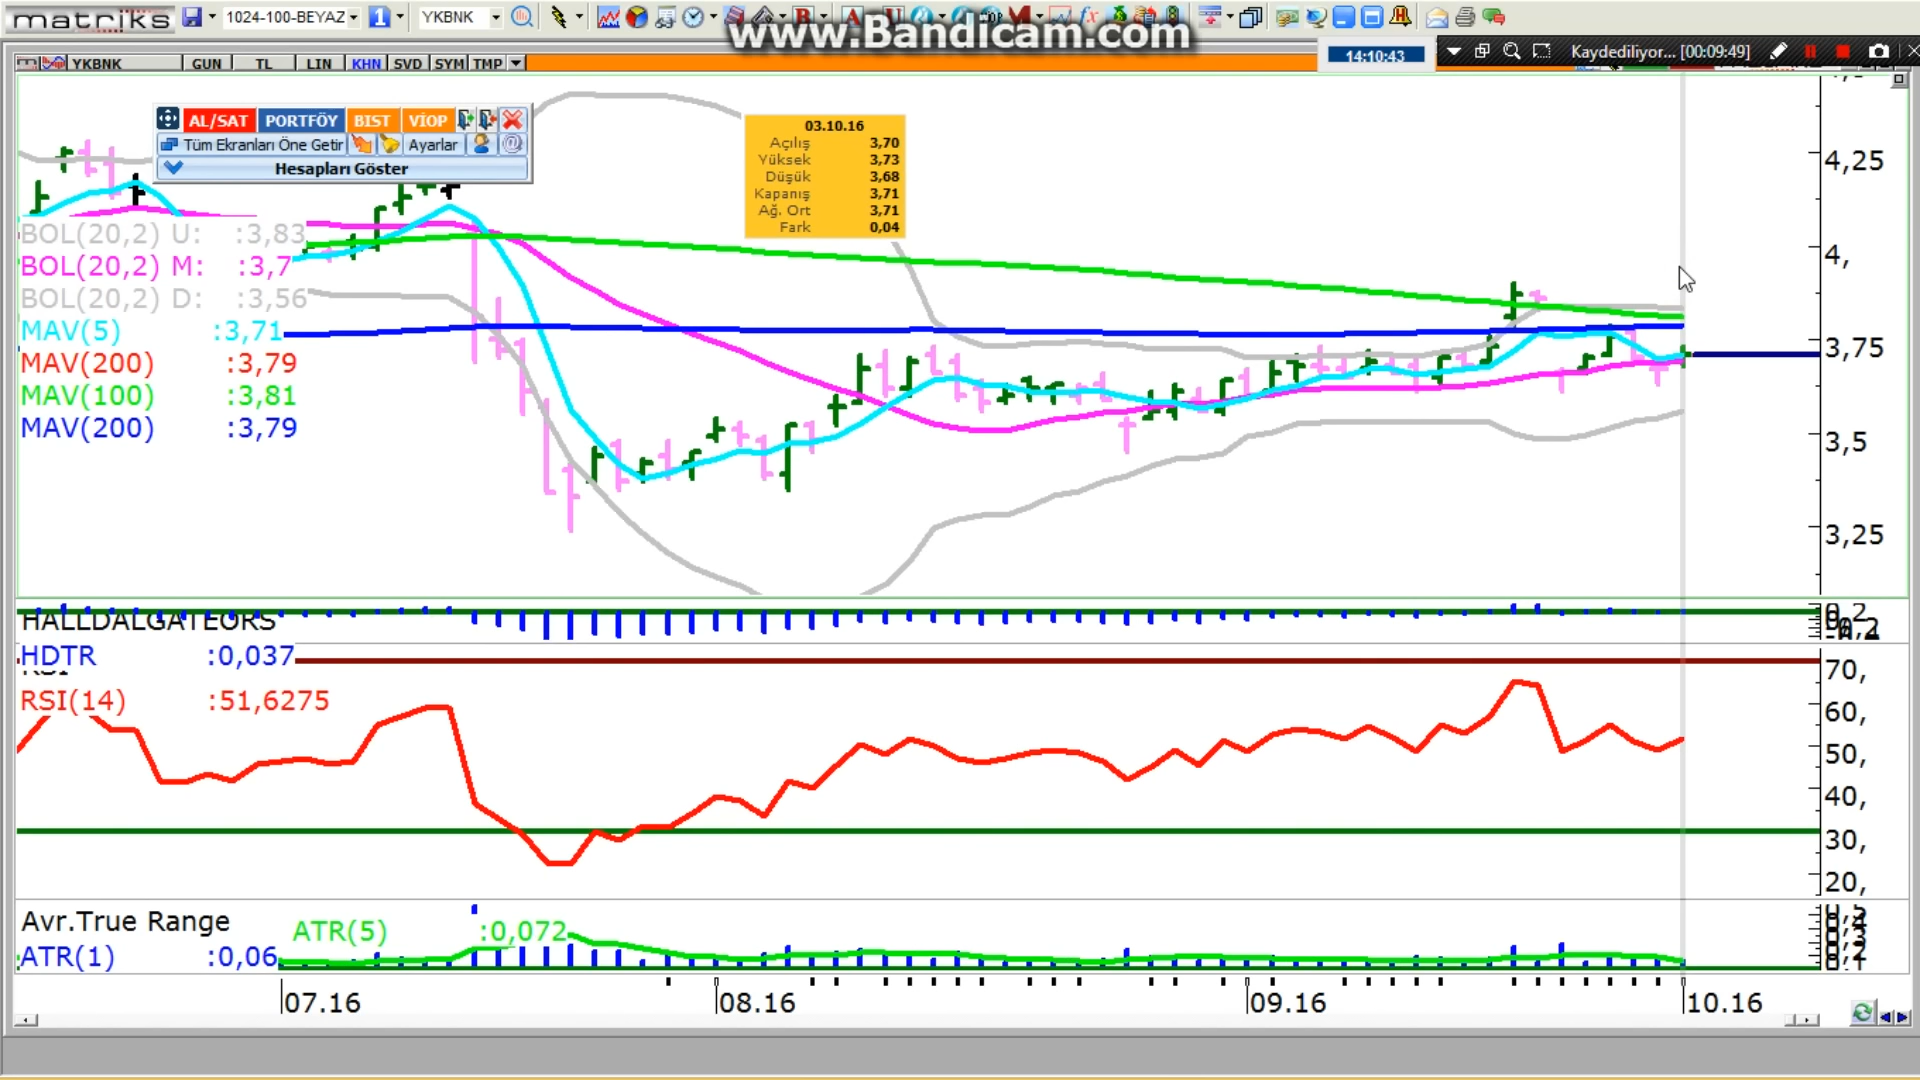 matriks 1024-100-BEYAZ 1 YKBNK
www.Bandicam.com
14:10:43 Kaydediliyor... [00:09:49]
YKBNK GUN TL LIN KHN SVD SYM TMP
AL/SAT PORTFÖY BIST VİOP
Tüm Ekranları Öne Getir Ayarlar
Hesapları Göster
03.10.16
Açılış 3,70
Yüksek 3,73
Düşük 3,68
Kapanış 3,71
Ağ. Ort 3,71
Fark 0,04
BOL(20,2) U: :3,83
BOL(20,2) M: :3,7
BOL(20,2) D: :3,56
MAV(5) :3,71
MAV(200) :3,79
MAV(100) :3,81
MAV(200) :3,79
4,25
4,
3,75
3,5
3,25
HALLDALGATEORS
HDTR :0,037
RSI
RSI(14) :51,6275
70,
60,
50,
40,
30,
20,
Avr.True Range
ATR(5) :0,072
ATR(1) :0,06
07.16 08.16 09.16 10.16